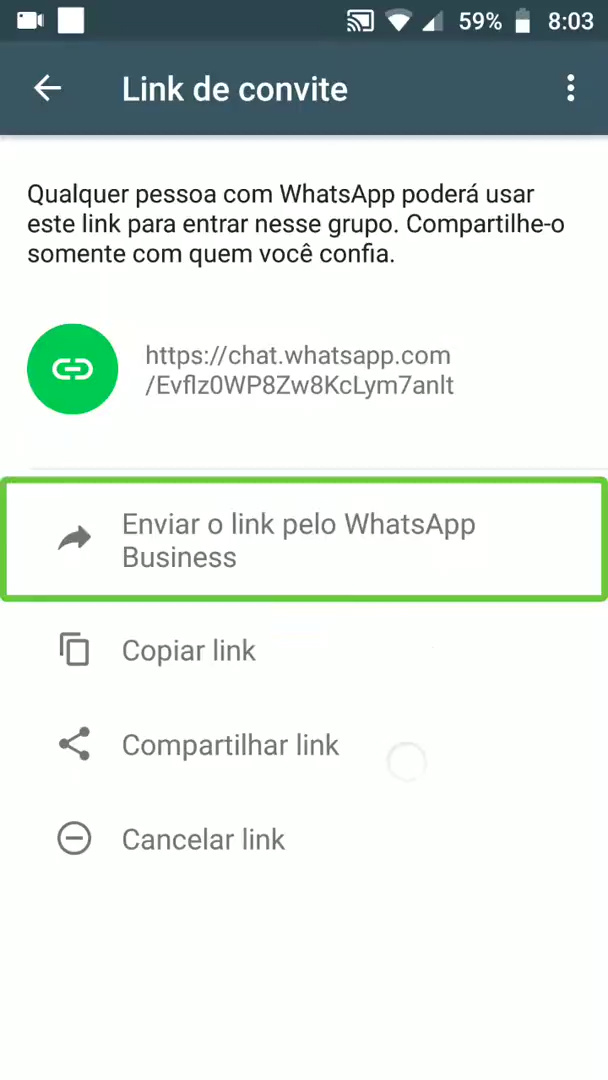 59% 8:03
Link de convite
Qualquer pessoa com WhatsApp poderá usar
este link para entrar nesse grupo. Compartilhe-o
somente com quem você confia.
https://chat.whatsapp.com
/Evflz0WP8Zw8KcLym7anlt
Enviar o link pelo WhatsApp
Business
Copiar link
Compartilhar link
Cancelar link